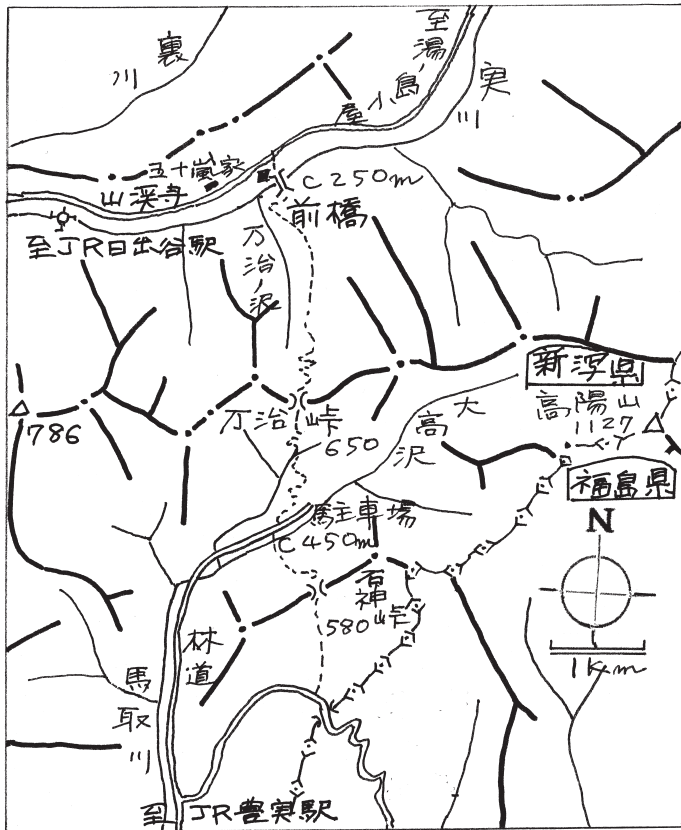 裏川
至湯ノ島小屋
実川
五十嵐家
山渓寺
C250m
前橋
至JR日出谷駅
万治ノ沢
新潟県
高陽山
1127
786
万治峠
650
大高沢
福島県
駐車場
C450m
N
石神峠
580
1km
林道
馬取川
至JR豊実駅